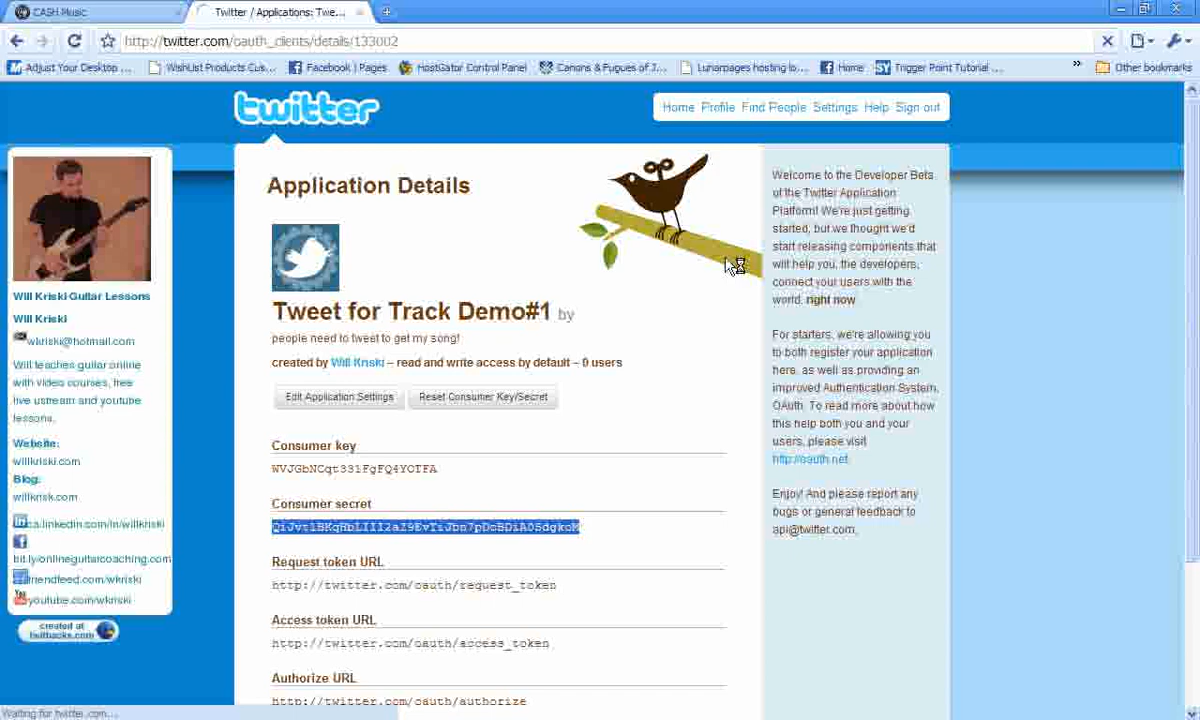 CASH Music
Twitter / Applications: Twe...
http://twitter.com/oauth_clients/details/133002
Adjust Your Desktop ...
WishList Products Cus...
Facebook | Pages
HostGator Control Panel
Canons & Fugues of J...
Lunarpages hosting lo...
Home
Trigger Point Tutorial ...
»
Other bookmarks
twitter
Home Profile Find People Settings Help Sign out
Will Kriski Guitar Lessons
Will Kriski
wkriski@hotmail.com
Will teaches guitar online
with video courses, free
live ustream and youtube
lessons.
Website:
willkriski.com
Blog:
willkrisk.com
ca.linkedin.com/in/willkriski
bit.ly/onlineguitarcoaching.com
friendfeed.com/wkriski
youtube.com/wkriski
created at
twitbacks.com
Application Details
Tweet for Track Demo#1 by
people need to tweet to get my song!
created by Will Kriski – read and write access by default – 0 users
Edit Application Settings
Reset Consumer Key/Secret
Consumer key
WVJGbNCqt331FgFQ4YCTFA
Consumer secret
Request token URL
http://twitter.com/oauth/request_token
Access token URL
http://twitter.com/oauth/access_token
Authorize URL
http://twitter.com/oauth/authorize
Welcome to the Developer Beta
of the Twitter Application
Platform! We're just getting
started, but we thought we'd
start releasing components that
will help you, the developers,
connect your users with the
world, right now.
For starters, we're allowing you
to both register your application
here, as well as providing an
improved Authentication System,
OAuth. To read more about how
this help both you and your
users, please visit
http://oauth.net.
Enjoy! And please report any
bugs or general feedback to
api@twitter.com.
Waiting for twitter.com...